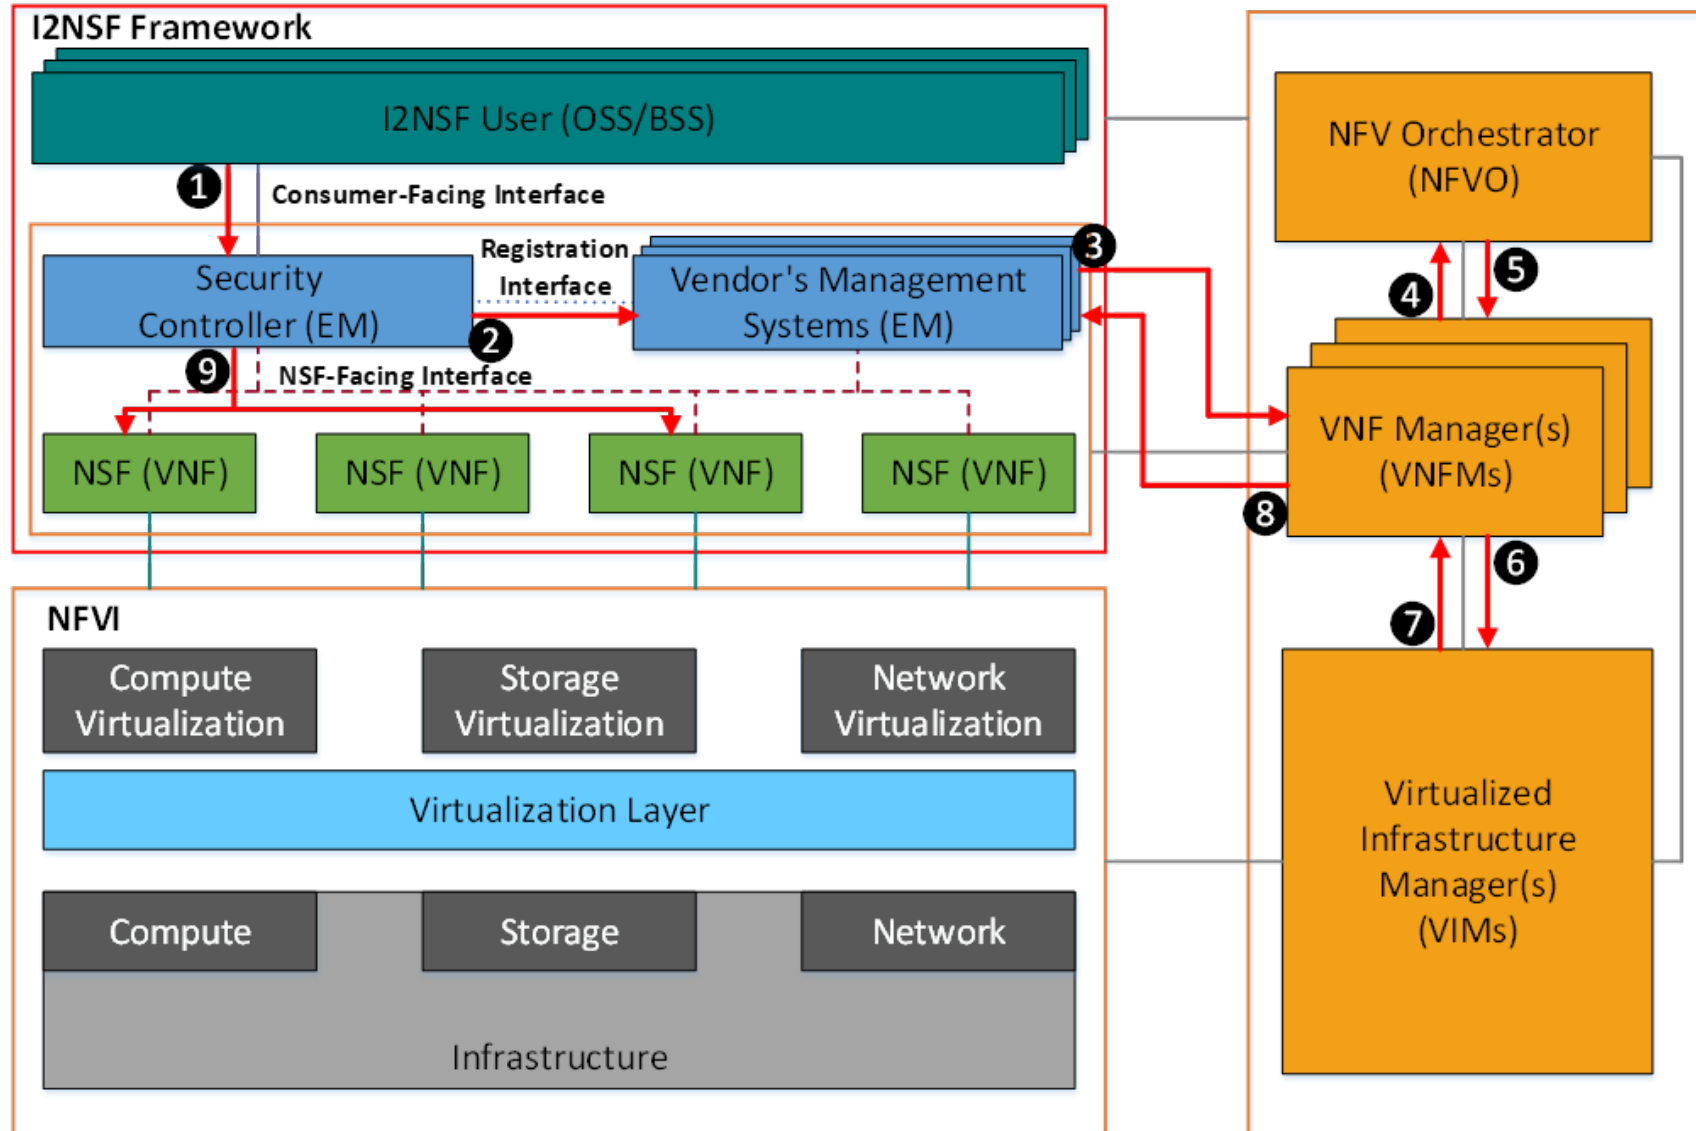 I2NSF Framework
I2NSF User (OSS/BSS)
1
Consumer-Facing Interface
Security
Controller (EM)
Registration
Interface
2
Vendor's Management
Systems (EM)
3
9
NSF-Facing Interface
NSF (VNF)
NSF (VNF)
NSF (VNF)
NSF (VNF)
NFV Orchestrator
(NFVO)
4
5
VNF Manager(s)
(VNFMs)
8
6
7
Virtualized
Infrastructure
Manager(s)
(VIMs)
NFVI
Compute
Virtualization
Storage
Virtualization
Network
Virtualization
Virtualization Layer
Compute
Storage
Network
Infrastructure